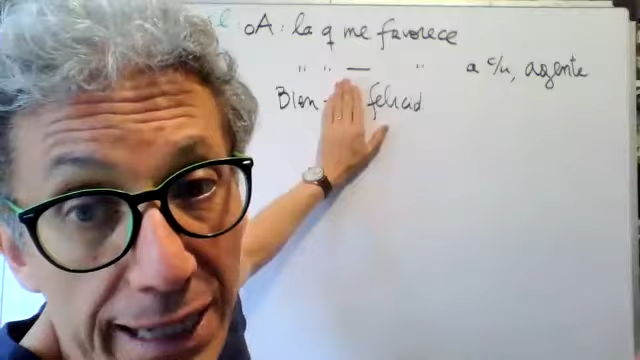 oA: la q me favorece
" " — " a c/u, agente
Bien felicid